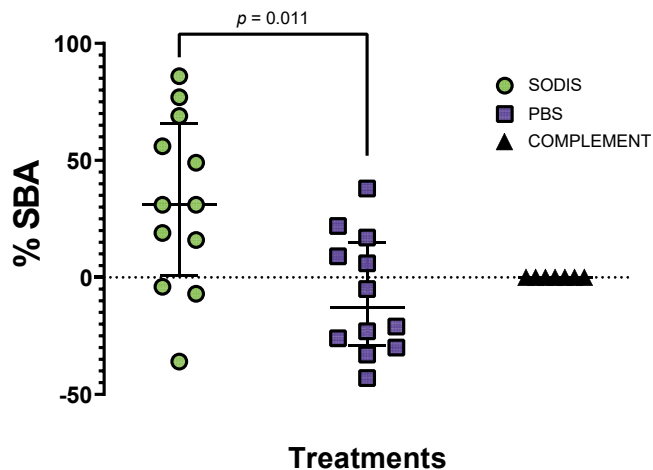 p = 0.011
100
50
0
-50
% SBA
SODIS
PBS
COMPLEMENT
Treatments